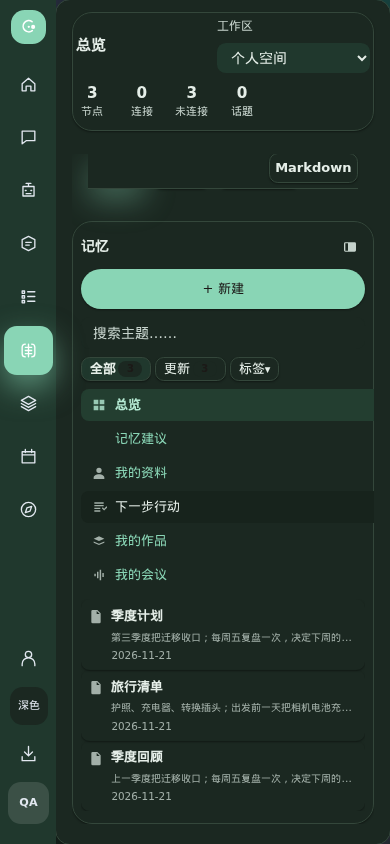 工作区
总览
个人空间
3 0 3 0
节点 连接 未连接 话题
Markdown
记忆
+ 新建
搜索主题......
全部 3 更新 3 标签▾
总览
记忆建议
我的资料
下一步行动
我的作品
我的会议
季度计划
第三季度把迁移收口；每周五复盘一次，决定下周的...
2026-11-21
旅行清单
护照、充电器、转换插头；出发前一天把相机电池充...
2026-11-21
季度回顾
上一季度把迁移收口；每周五复盘一次，决定下周的...
2026-11-21
深色
QA